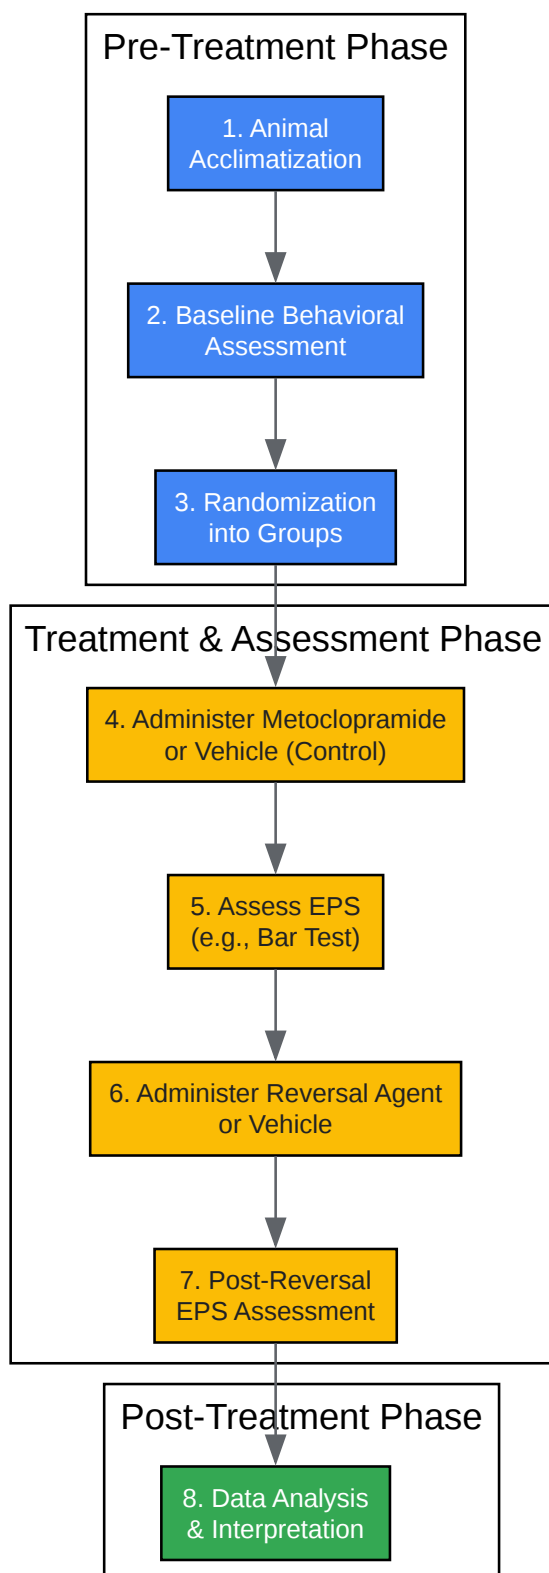 Pre-Treatment Phase
1. Animal
Acclimatization
2. Baseline Behavioral
Assessment
3. Randomization
into Groups
Treatment & Assessment Phase
4. Administer Metoclopramide
or Vehicle (Control)
5. Assess EPS
(e.g., Bar Test)
6. Administer Reversal Agent
or Vehicle
7. Post-Reversal
EPS Assessment
Post-Treatment Phase
8. Data Analysis
& Interpretation